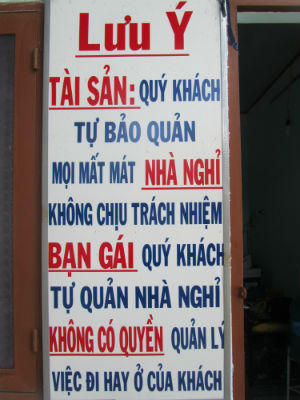 Lưu Ý
TÀI SẢN: QUÝ KHÁCH
TỰ BẢO QUẢN
MỌI MẤT MÁT NHÀ NGHỈ
KHÔNG CHỊU TRÁCH NHIỆM
BẠN GÁI QUÝ KHÁCH
TỰ QUẢN NHÀ NGHỈ
KHÔNG CÓ QUYỀN QUẢN LÝ
VIỆC ĐI HAY Ở CỦA KHÁCH